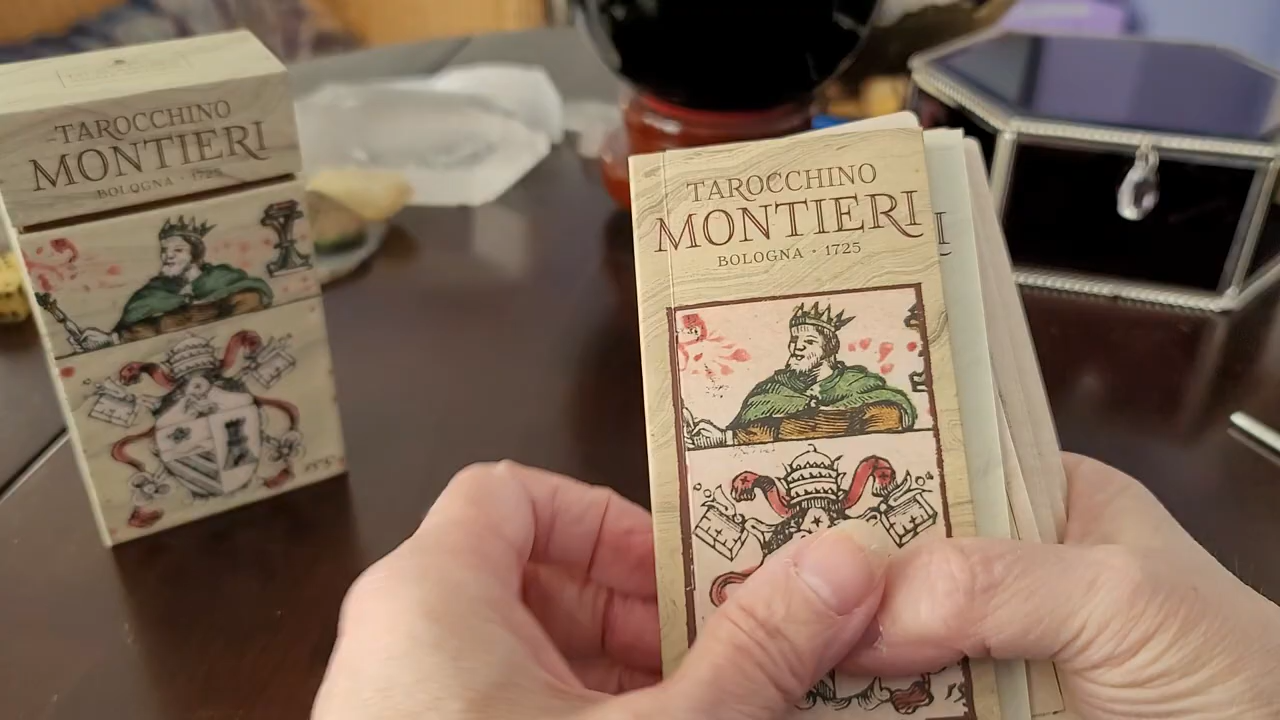 TAROCCHINO
MONTIERI
BOLOGNA · 1725
TAROCCHINO
MONTIERI
BOLOGNA · 1725